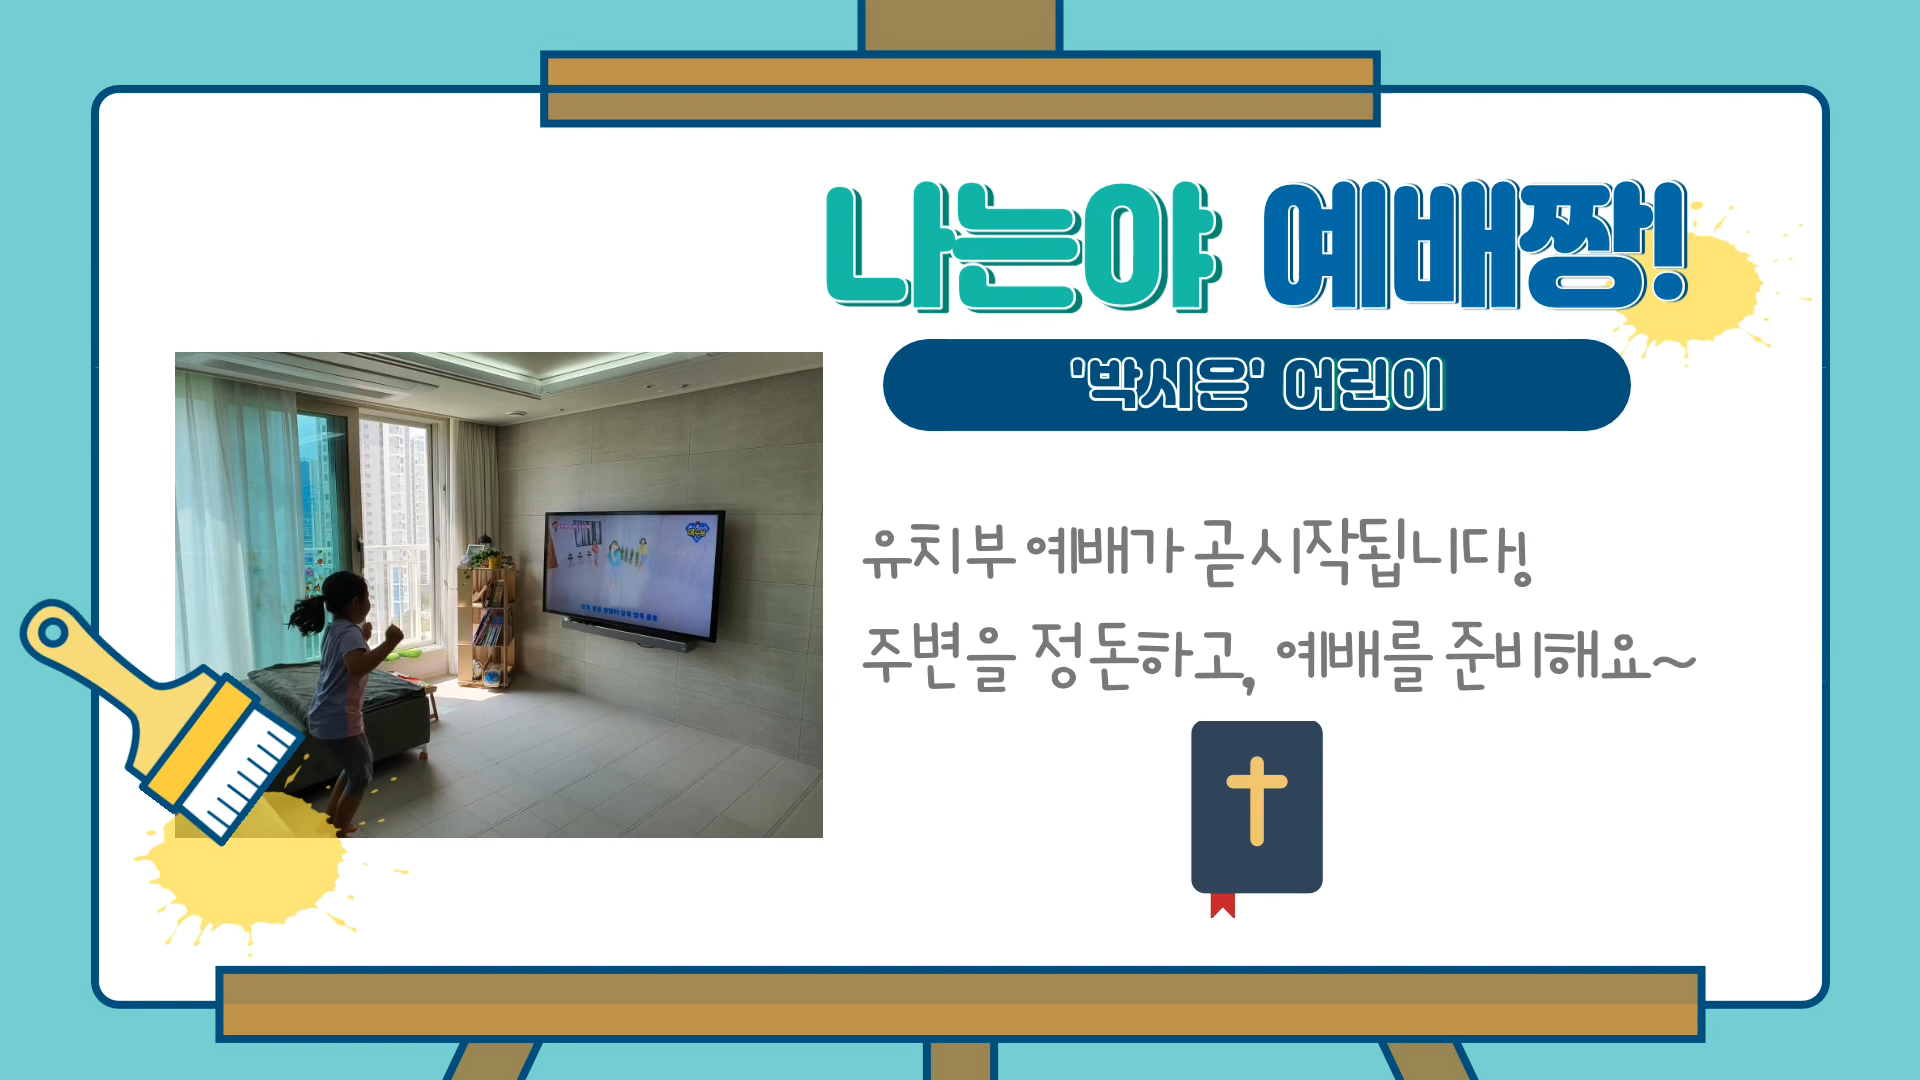 나는야 예배짱!
'박시은' 어린이
유치부 예배가 곧 시작됩니다!
주변을 정돈하고, 예배를 준비해요~